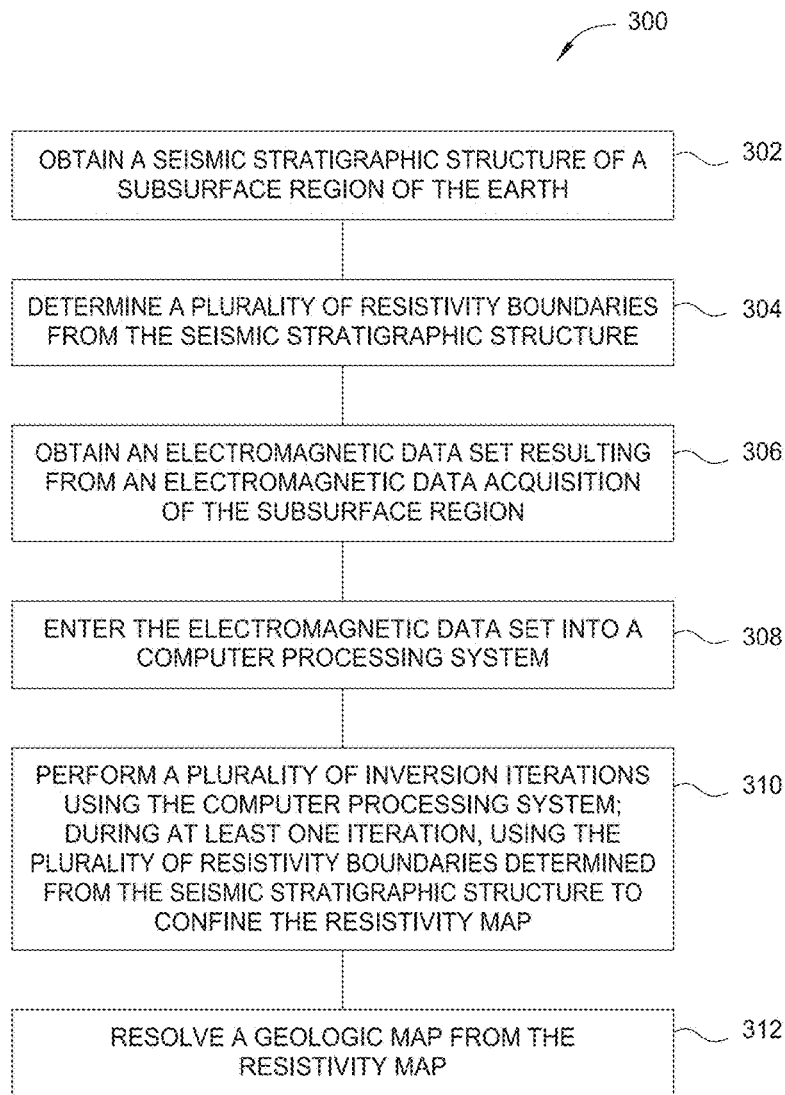 300
OBTAIN A SEISMIC STRATIGRAPHIC STRUCTURE OF A
SUBSURFACE REGION OF THE EARTH
302
DETERMINE A PLURALITY OF RESISTIVITY BOUNDARIES
FROM THE SEISMIC STRATIGRAPHIC STRUCTURE
304
OBTAIN AN ELECTROMAGNETIC DATA SET RESULTING
FROM AN ELECTROMAGNETIC DATA ACQUISITION
OF THE SUBSURFACE REGION
306
ENTER THE ELECTROMAGNETIC DATA SET INTO A
COMPUTER PROCESSING SYSTEM
308
PERFORM A PLURALITY OF INVERSION ITERATIONS
USING THE COMPUTER PROCESSING SYSTEM;
DURING AT LEAST ONE ITERATION, USING THE
PLURALITY OF RESISTIVITY BOUNDARIES DETERMINED
FROM THE SEISMIC STRATIGRAPHIC STRUCTURE TO
CONFINE THE RESISTIVITY MAP
310
RESOLVE A GEOLOGIC MAP FROM THE
RESISTIVITY MAP
312